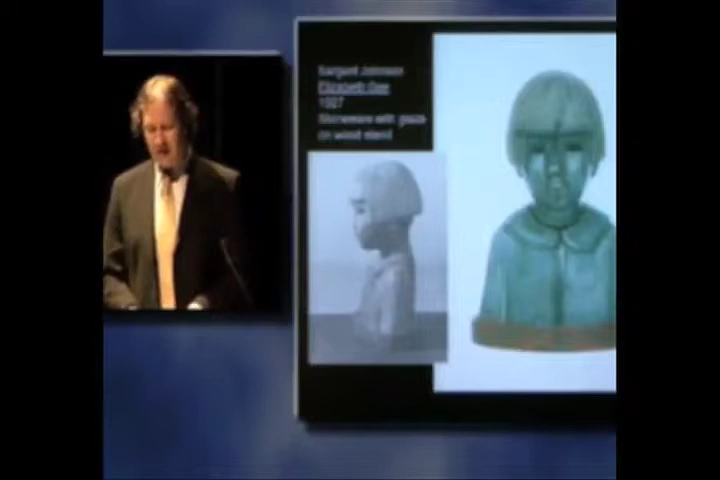 Sargent Johnson
Elizabeth Gee
1927
Stoneware with glaze
on wood stand